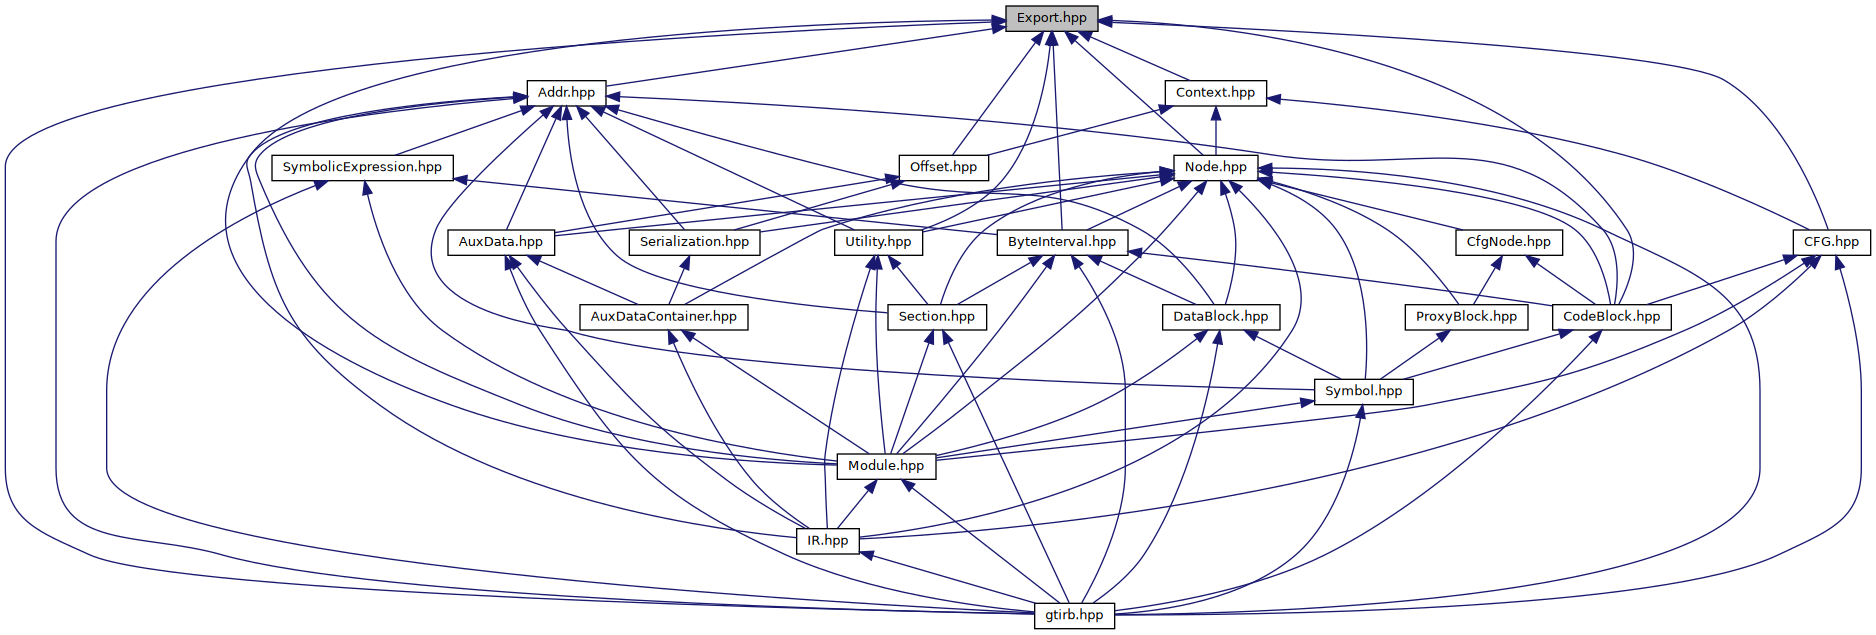 Export.hpp
Addr.hpp
Context.hpp
SymbolicExpression.hpp
Offset.hpp
Node.hpp
AuxData.hpp
Serialization.hpp
Utility.hpp
ByteInterval.hpp
CfgNode.hpp
CFG.hpp
AuxDataContainer.hpp
Section.hpp
DataBlock.hpp
ProxyBlock.hpp
CodeBlock.hpp
Symbol.hpp
Module.hpp
IR.hpp
gtirb.hpp